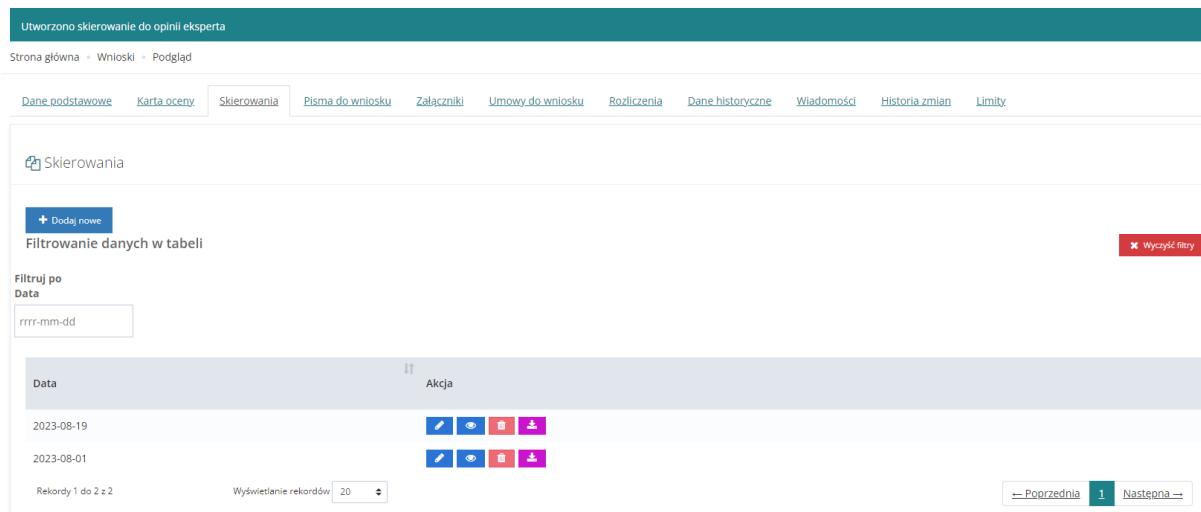 Utworzono skierowanie do opinii eksperta
Strona główna Wnioski Podgląd
Dane podstawowe Karta oceny Skierowania Pisma do wniosku Załączniki Umowy do wniosku Rozliczenia Dane historyczne Wiadomości Historia zmian Limity
Skierowania
Dodaj nowe
Filtrowanie danych w tabeli
Wyczyść filtry
Filtruj po
Data
rrrr-mm-dd
Data Akcja
2023-08-19
2023-08-01
Rekordy 1 do 2 z 2 Wyświetlanie rekordów 20 ← Poprzednia 1 Następna →